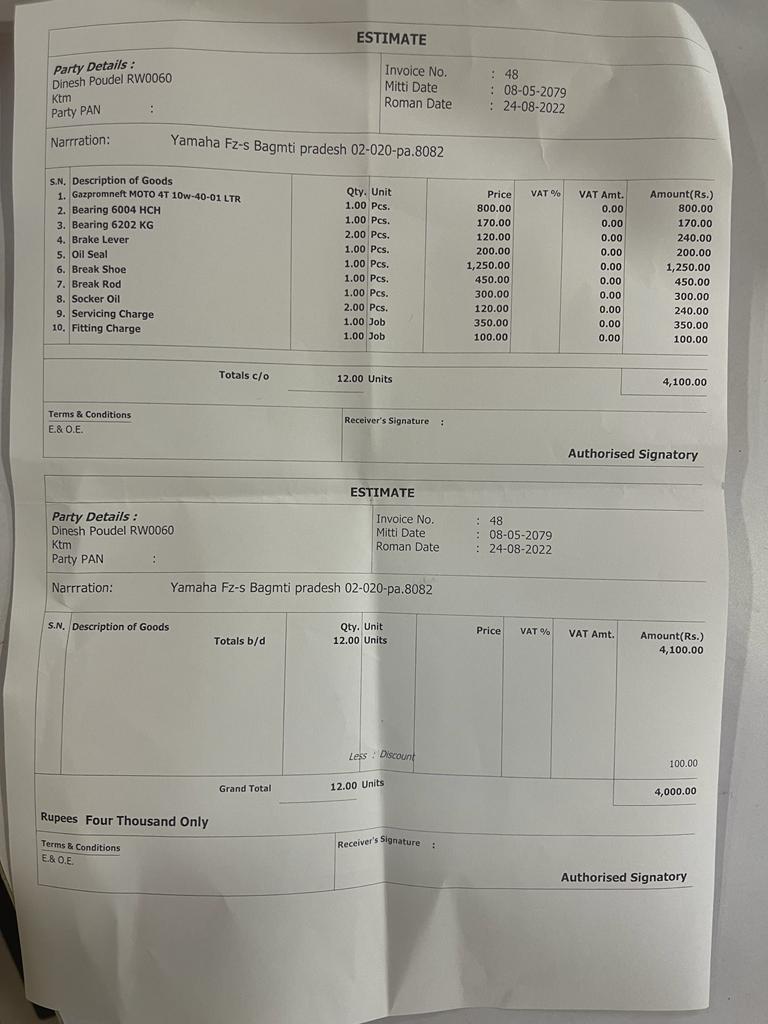 ESTIMATE
Party Details :
Dinesh Poudel RW0060
Ktm
Party PAN :
Invoice No. : 48
Mitti Date : 08-05-2079
Roman Date : 24-08-2022
Narrration: Yamaha Fz-s Bagmti pradesh 02-020-pa.8082
S.N. Description of Goods Qty. Unit Price VAT % VAT Amt. Amount(Rs.)
1. Gazpromneft MOTO 4T 10w-40-01 LTR 1.00 Pcs. 800.00 0.00 800.00
2. Bearing 6004 HCH 1.00 Pcs. 170.00 0.00 170.00
3. Bearing 6202 KG 2.00 Pcs. 120.00 0.00 240.00
4. Brake Lever 1.00 Pcs. 200.00 0.00 200.00
5. Oil Seal 1.00 Pcs. 1,250.00 0.00 1,250.00
6. Break Shoe 1.00 Pcs. 450.00 0.00 450.00
7. Break Rod 1.00 Pcs. 300.00 0.00 300.00
8. Socker Oil 2.00 Pcs. 120.00 0.00 240.00
9. Servicing Charge 1.00 Job 350.00 0.00 350.00
10. Fitting Charge 1.00 Job 100.00 0.00 100.00
Totals c/o 12.00 Units 4,100.00
Terms & Conditions
E.& O.E.
Receiver's Signature :
Authorised Signatory
ESTIMATE
Party Details :
Dinesh Poudel RW0060
Ktm
Party PAN :
Invoice No. : 48
Mitti Date : 08-05-2079
Roman Date : 24-08-2022
Narrration: Yamaha Fz-s Bagmti pradesh 02-020-pa.8082
S.N. Description of Goods Qty. Unit Price VAT % VAT Amt. Amount(Rs.)
Totals b/d 12.00 Units 4,100.00
Less : Discount 100.00
Grand Total 12.00 Units 4,000.00
Rupees Four Thousand Only
Terms & Conditions
E.& O.E.
Receiver's Signature :
Authorised Signatory